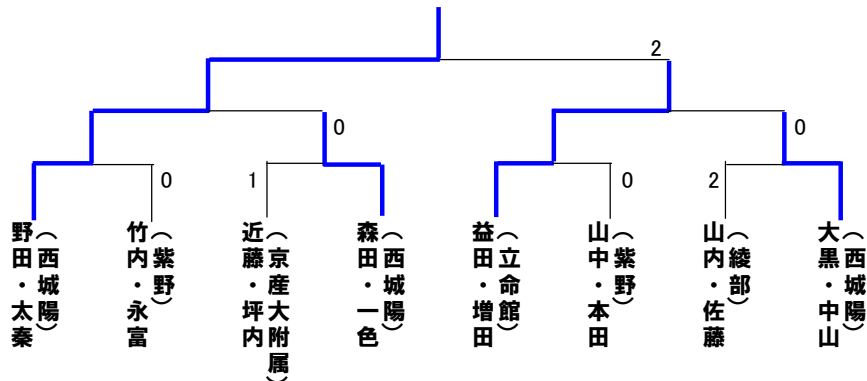 2
0
0
0
1
0
2
野田・太秦
(西城陽)
竹内・永富
(紫野)
近藤・坪内
(京産大附属)
森田・一色
(西城陽)
益田・増田
(立命館)
山中・本田
(紫野)
山内・佐藤
(綾部)
大黒・中山
(西城陽)